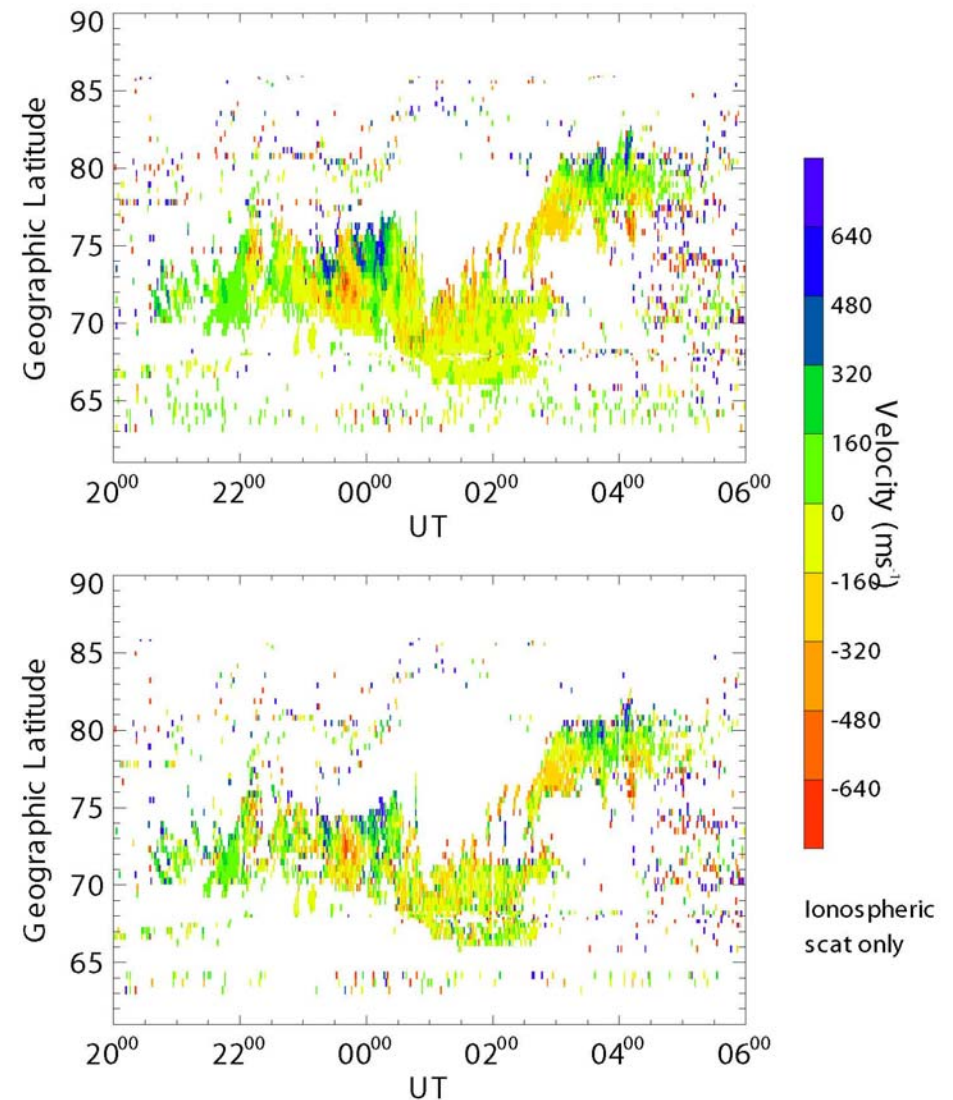 90
85
80
75
70
65
Geographic Latitude
20⁰⁰ 22⁰⁰ 00⁰⁰ 02⁰⁰ 04⁰⁰ 06⁰⁰
UT
90
85
80
75
70
65
Geographic Latitude
20⁰⁰ 22⁰⁰ 00⁰⁰ 02⁰⁰ 04⁰⁰ 06⁰⁰
UT
640
480
320
160
0
-160
-320
-480
-640
Velocity (ms⁻¹)
Ionospheric
scat only